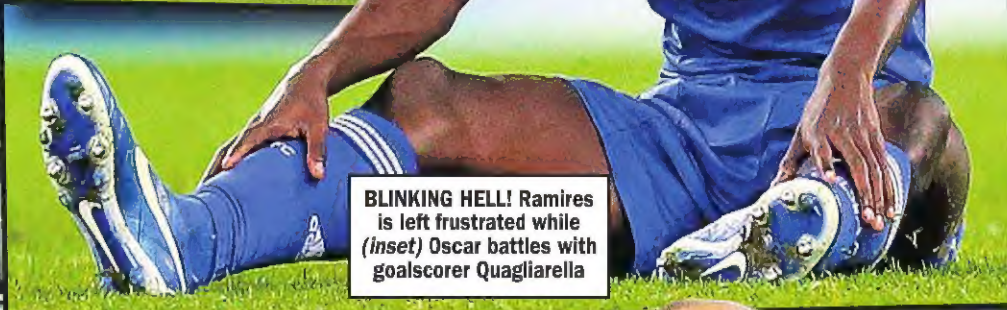 BLINKING HELL! Ramires
is left frustrated while
(inset) Oscar battles with
goalscorer Quagliarella